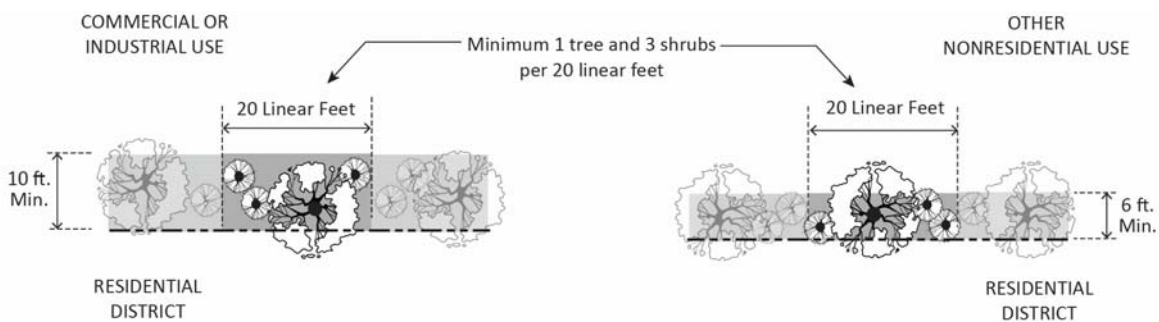 COMMERCIAL OR
INDUSTRIAL USE
Minimum 1 tree and 3 shrubs
per 20 linear feet
OTHER
NONRESIDENTIAL USE
20 Linear Feet
20 Linear Feet
10 ft.
Min.
6 ft.
Min.
RESIDENTIAL
DISTRICT
RESIDENTIAL
DISTRICT